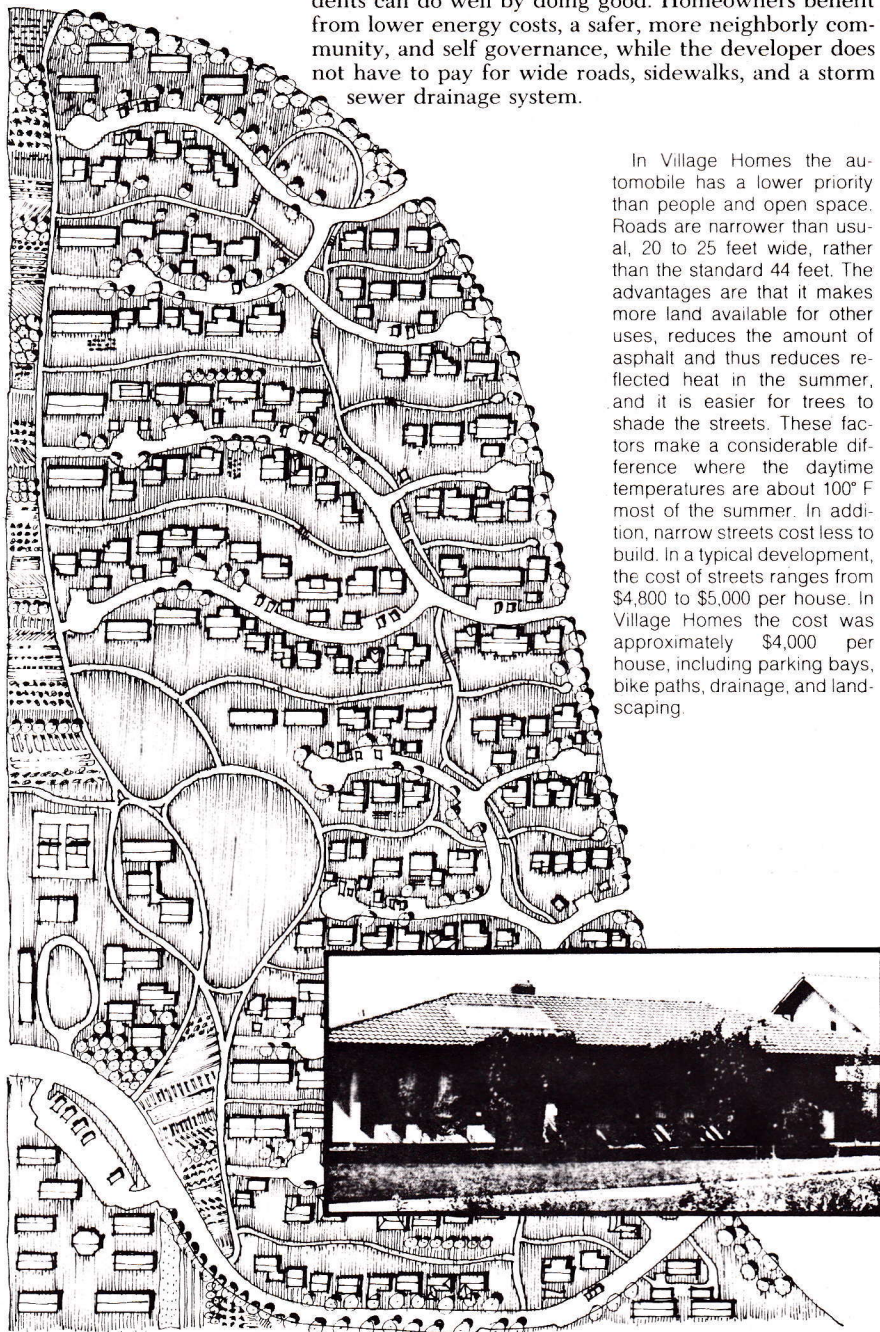 dents can do well by doing good. Homeowners benefit
from lower energy costs, a safer, more neighborly com-
munity, and self governance, while the developer does
not have to pay for wide roads, sidewalks, and a storm
sewer drainage system.
In Village Homes the au-
tomobile has a lower priority
than people and open space.
Roads are narrower than usu-
al, 20 to 25 feet wide, rather
than the standard 44 feet. The
advantages are that it makes
more land available for other
uses, reduces the amount of
asphalt and thus reduces re-
flected heat in the summer,
and it is easier for trees to
shade the streets. These fac-
tors make a considerable dif-
ference where the daytime
temperatures are about 100° F
most of the summer. In addi-
tion, narrow streets cost less to
build. In a typical development,
the cost of streets ranges from
$4,800 to $5,000 per house. In
Village Homes the cost was
approximately $4,000 per
house, including parking bays,
bike paths, drainage, and land-
scaping.